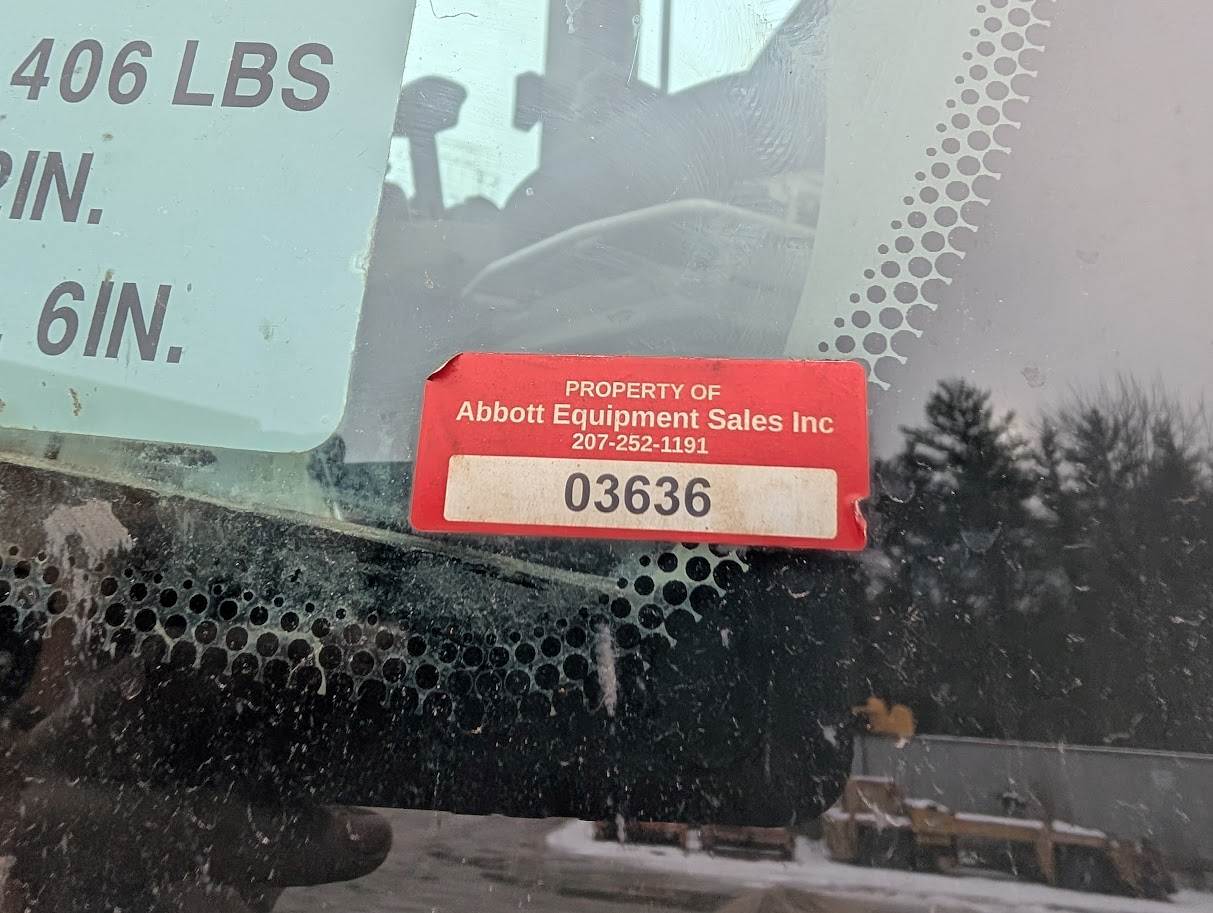 406 LBS
IN.
6IN.
PROPERTY OF
Abbott Equipment Sales Inc
207-252-1191
03636